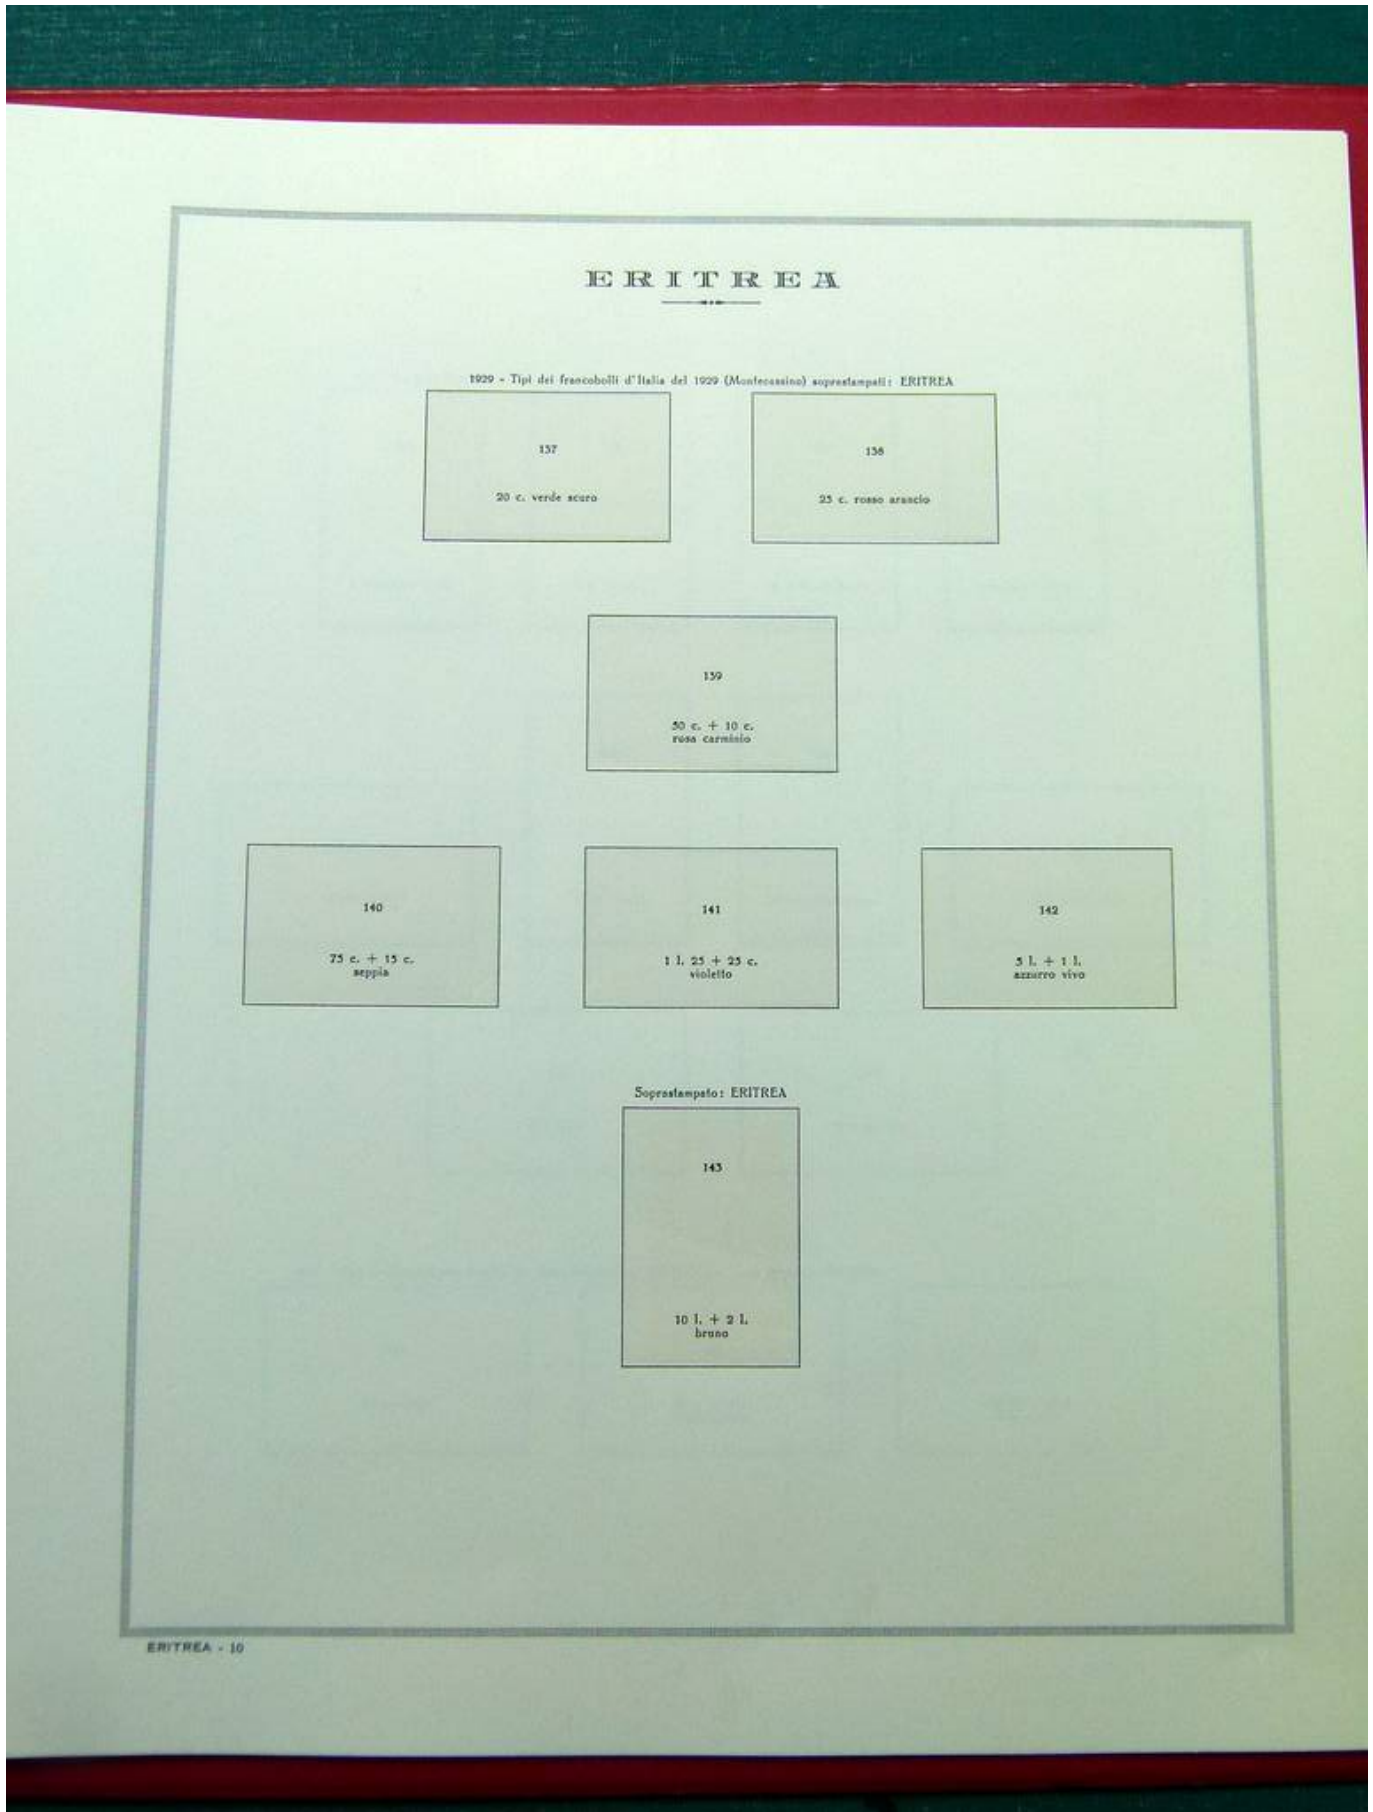 ERITREA
1929 - Tipi dei francobolli d'Italia del 1929 (Montecassino) soprastampati: ERITREA
137
138
20 c. verde scuro
25 c. rosso arancio
139
50 c. + 10 c.
rosa carminio
140
141
142
75 c. + 15 c.
seppia
1 l. 25 + 25 c.
violetto
5 l. + 1 l.
azzurro vivo
Soprastampato: ERITREA
143
10 l. + 2 l.
bruno
ERITREA - 10